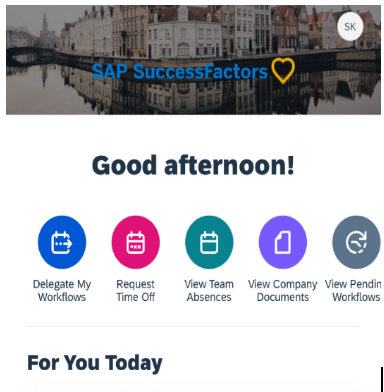 SK
SAP SuccessFactors
Good afternoon!
Delegate My
Workflows
Request
Time Off
View Team
Absences
View Company
Documents
View Pendin
Workflows
For You Today